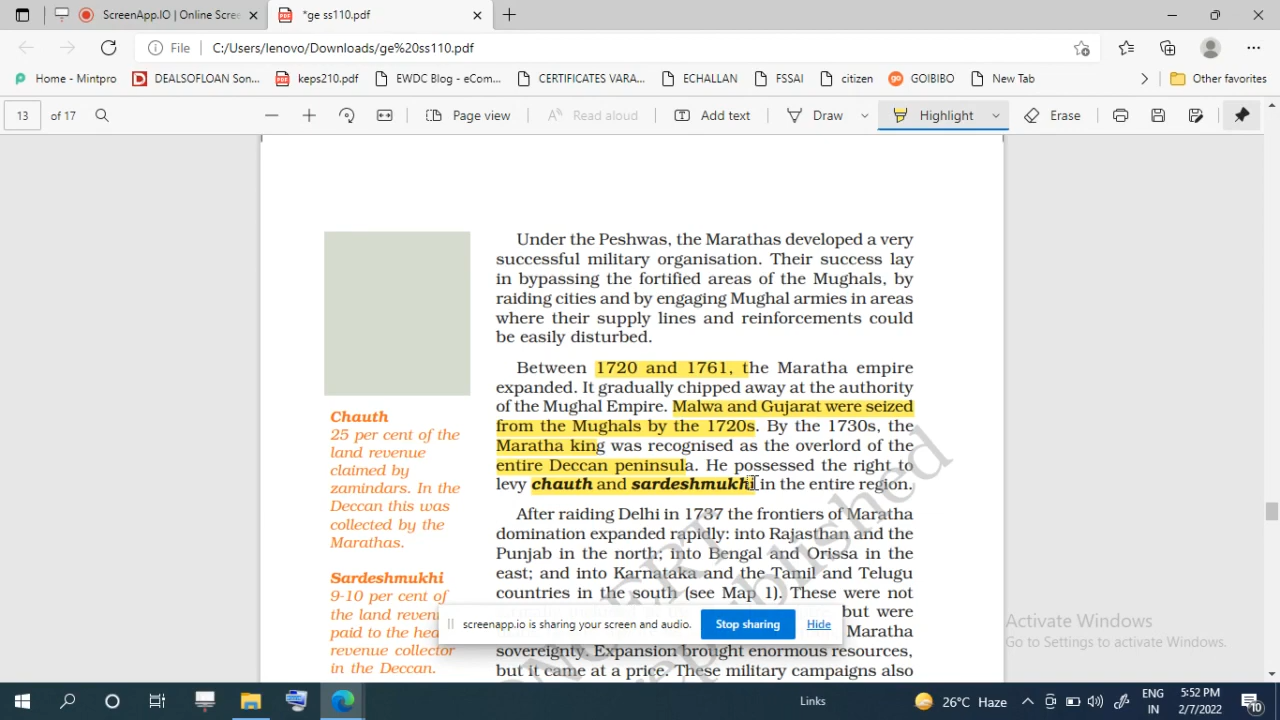 ScreenApp.IO | Online Scree
*ge ss110.pdf
File
C:/Users/lenovo/Downloads/ge%20ss110.pdf
Home - Mintpro
DEALSOFLOAN Son...
keps210.pdf
EWDC Blog - eCom...
CERTIFICATES VARA...
ECHALLAN
FSSAI
citizen
GOIBIBO
New Tab
Other favorites
13 of 17
Page view
Read aloud
Add text
Draw
Highlight
Erase
Under the Peshwas, the Marathas developed a very
successful military organisation. Their success lay
in bypassing the fortified areas of the Mughals, by
raiding cities and by engaging Mughal armies in areas
where their supply lines and reinforcements could
be easily disturbed.
Between 1720 and 1761, the Maratha empire
expanded. It gradually chipped away at the authority
of the Mughal Empire. Malwa and Gujarat were seized
from the Mughals by the 1720s. By the 1730s, the
Maratha king was recognised as the overlord of the
entire Deccan peninsula. He possessed the right to
levy chauth and sardeshmukhi in the entire region.
After raiding Delhi in 1737 the frontiers of Maratha
domination expanded rapidly: into Rajasthan and the
Punjab in the north; into Bengal and Orissa in the
east; and into Karnataka and the Tamil and Telugu
countries in the south (see Map 1). These were not
but were
Maratha
sovereignty. Expansion brought enormous resources,
but it came at a price. These military campaigns also
Chauth
25 per cent of the
land revenue
claimed by
zamindars. In the
Deccan this was
collected by the
Marathas.
Sardeshmukhi
9-10 per cent of
the land reven
paid to the hea
revenue collector
in the Deccan.
NCERT
published
screenapp.io is sharing your screen and audio.
Stop sharing
Hide
Activate Windows
Go to Settings to activate Windows.
Links
26°C Haze
ENG
IN
5:52 PM
2/7/2022
10